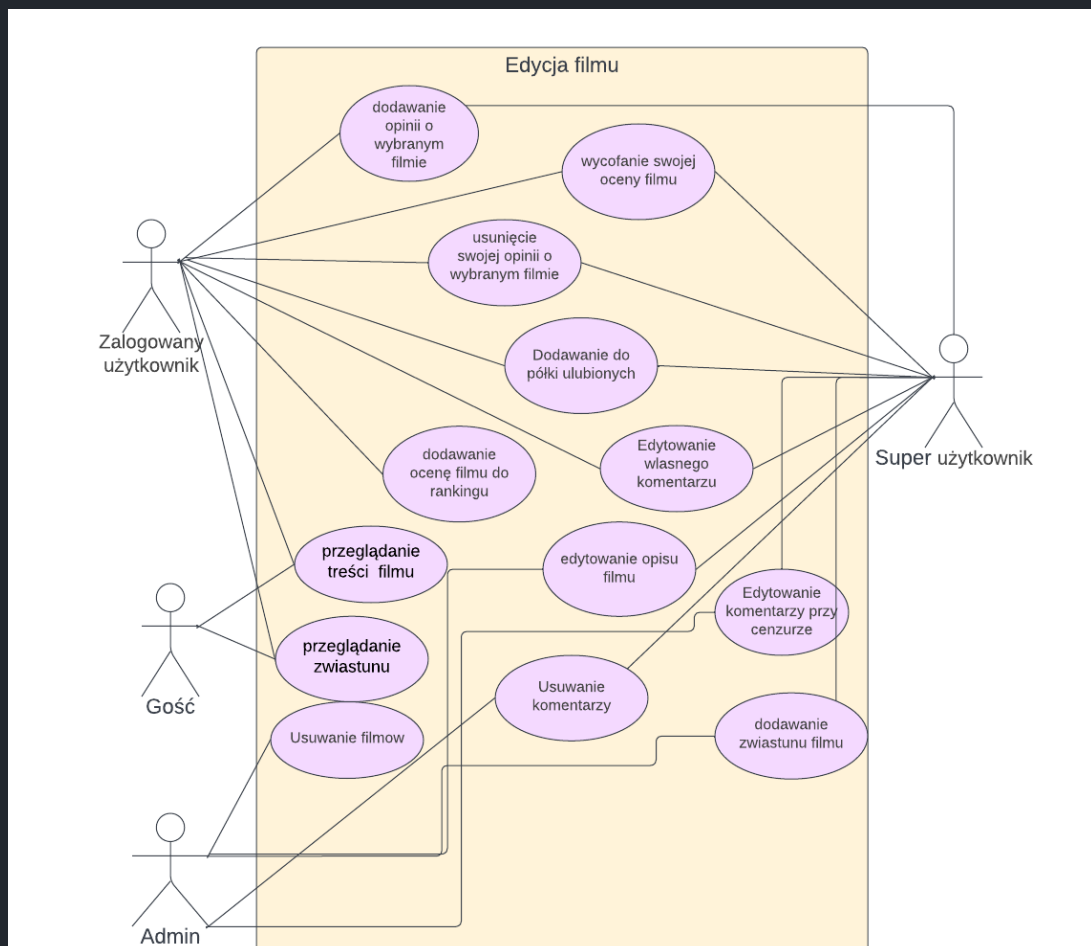 Edycja filmu
dodawanie
opinii o
wybranym
filmie
wycofanie swojej
oceny filmu
usunięcie
swojej opinii o
wybranym filmie
Zalogowany
użytkownik
Dodawanie do
półki ulubionych
Super użytkownik
dodawanie
ocenę filmu do
rankingu
Edytowanie
wlasnego
komentarzu
przeglądanie
treści filmu
edytowanie opisu
filmu
Edytowanie
komentarzy przy
cenzurze
Gość
przeglądanie
zwiastunu
Usuwanie
komentarzy
Usuwanie filmow
dodawanie
zwiastunu filmu
Admin